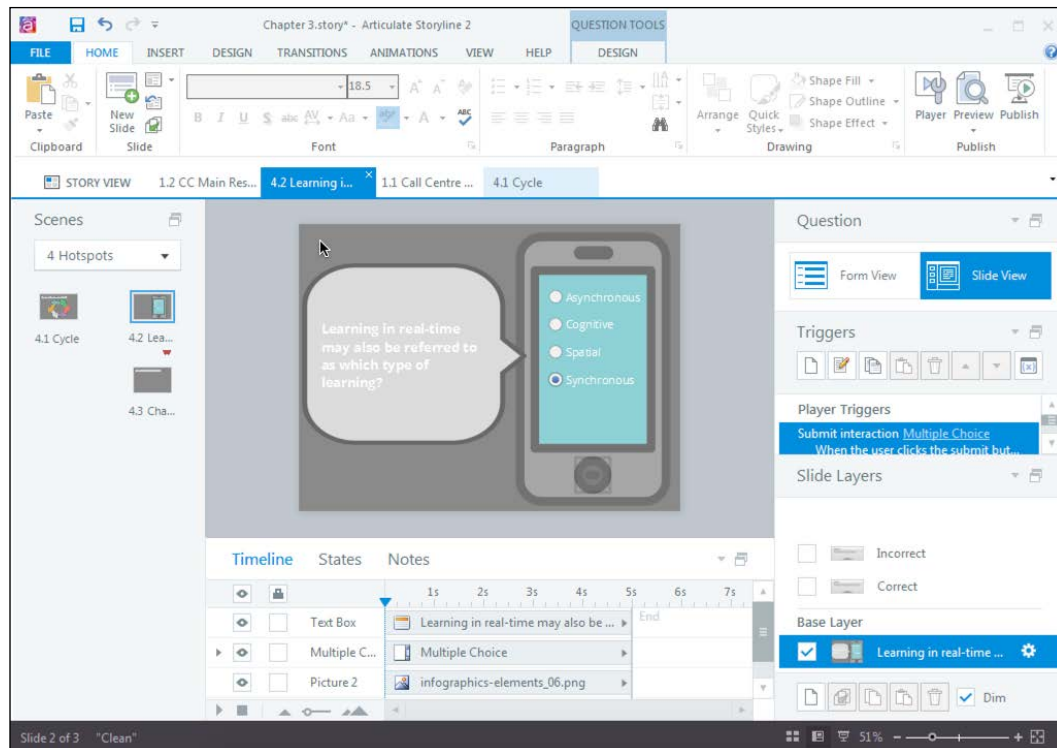 Chapter 3.story* - Articulate Storyline 2
QUESTION TOOLS
FILE HOME INSERT DESIGN TRANSITIONS ANIMATIONS VIEW HELP DESIGN
Paste
New Slide
18.5
B I U S abc AV Aa A ABC
Arrange
Quick Styles
Shape Fill
Shape Outline
Shape Effect
Player Preview Publish
Clipboard Slide Font Paragraph Drawing Publish
STORY VIEW 1.2 CC Main Res... 4.2 Learning i... 1.1 Call Centre ... 4.1 Cycle
Scenes
4 Hotspots
4.1 Cycle
4.2 Lea...
4.3 Cha...
Learning in real-time
may also be referred to
as which type of
learning?
Asynchronous
Cognitive
Spatial
Synchronous
Question
Form View
Slide View
Triggers
Player Triggers
Submit interaction Multiple Choice
When the user clicks the submit but...
Slide Layers
Incorrect
Correct
Base Layer
Learning in real-time ...
Dim
Timeline States Notes
1s 2s 3s 4s 5s 6s 7s
Text Box Learning in real-time may also be ... End
Multiple C... Multiple Choice
Picture 2 infographics-elements_06.png
Slide 2 of 3 "Clean"
51%